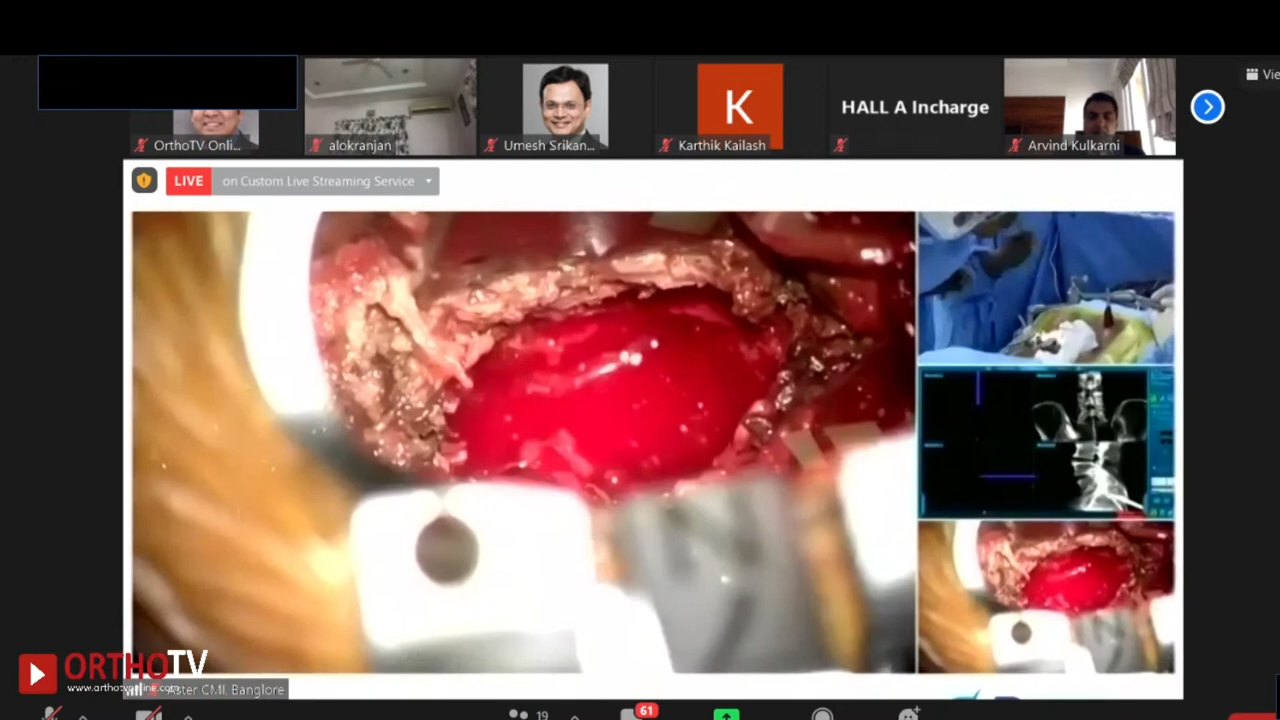 Vie
OrthoTV Onli...
alokranjan
Umesh Srikan...
K
Karthik Kailash
HALL A Incharge
Arvind Kulkarni
LIVE on Custom Live Streaming Service
ORTHOTV
www.orthotvonline.com
Aster CMI, Banglore
19
61